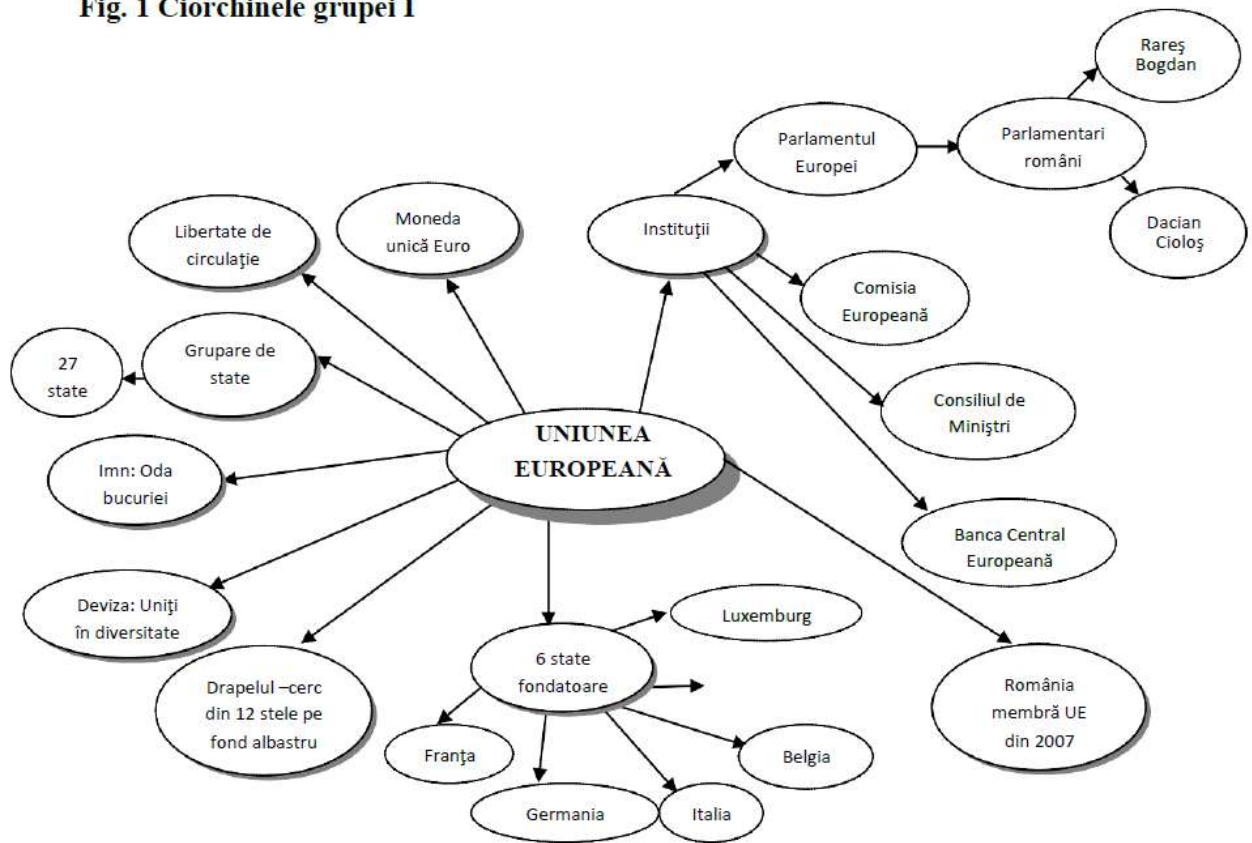 Fig. 1 Ciorchinele grupei I
Rareş
Bogdan
Parlamentul
Europei
Parlamentari
români
Dacian
Cioloş
Instituţii
Comisia
Europeană
Consiliul de
Miniştri
Banca Central
Europeană
Moneda
unică Euro
Libertate de
circulaţie
Grupare de
state
27
state
UNIUNEA
EUROPEANĂ
Imn: Oda
bucuriei
Deviza: Uniţi
în diversitate
Drapelul –cerc
din 12 stele pe
fond albastru
6 state
fondatoare
Luxemburg
Belgia
Italia
Germania
Franţa
România
membră UE
din 2007